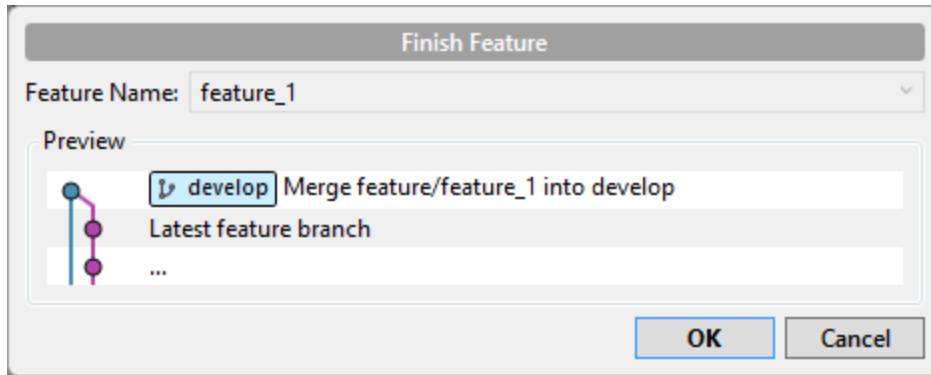 Finish Feature
Feature Name: feature_1
Preview
develop Merge feature/feature_1 into develop
Latest feature branch
...
OK Cancel